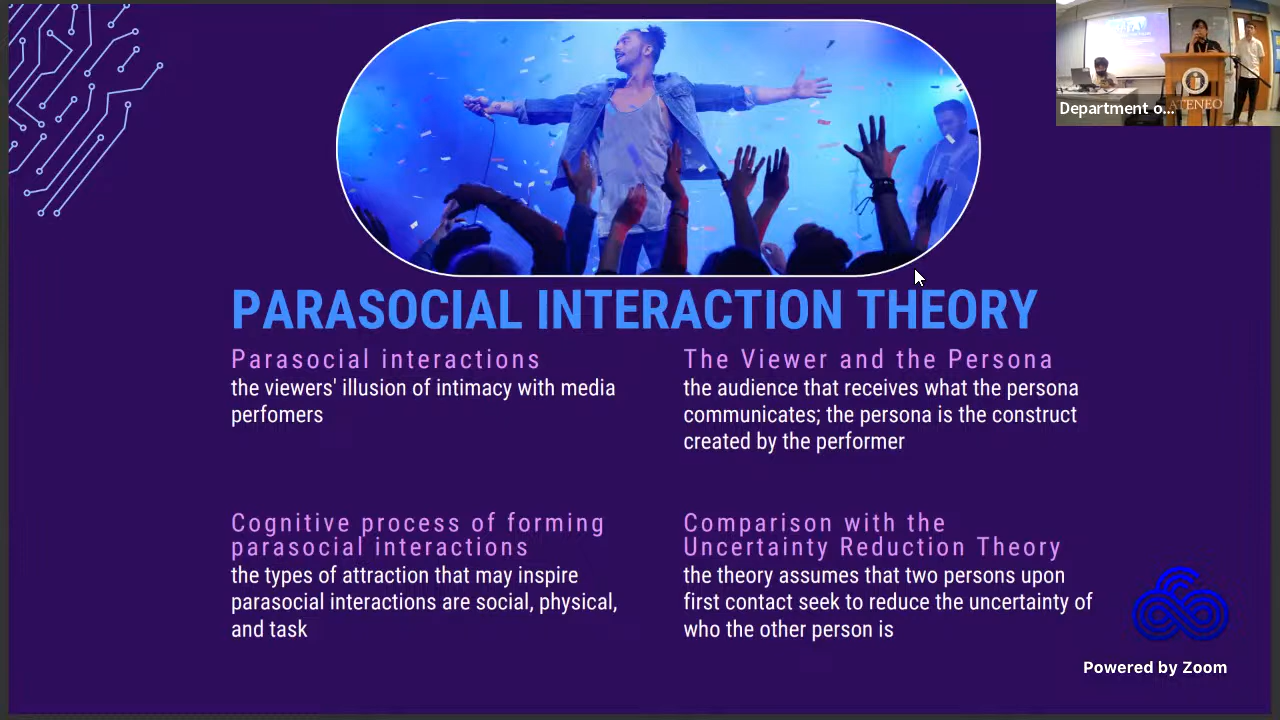 Department o...
ATENEO
PARASOCIAL INTERACTION THEORY
Parasocial interactions
the viewers' illusion of intimacy with media
perfomers
The Viewer and the Persona
the audience that receives what the persona
communicates; the persona is the construct
created by the performer
Cognitive process of forming
parasocial interactions
the types of attraction that may inspire
parasocial interactions are social, physical,
and task
Comparison with the
Uncertainty Reduction Theory
the theory assumes that two persons upon
first contact seek to reduce the uncertainty of
who the other person is
Powered by Zoom